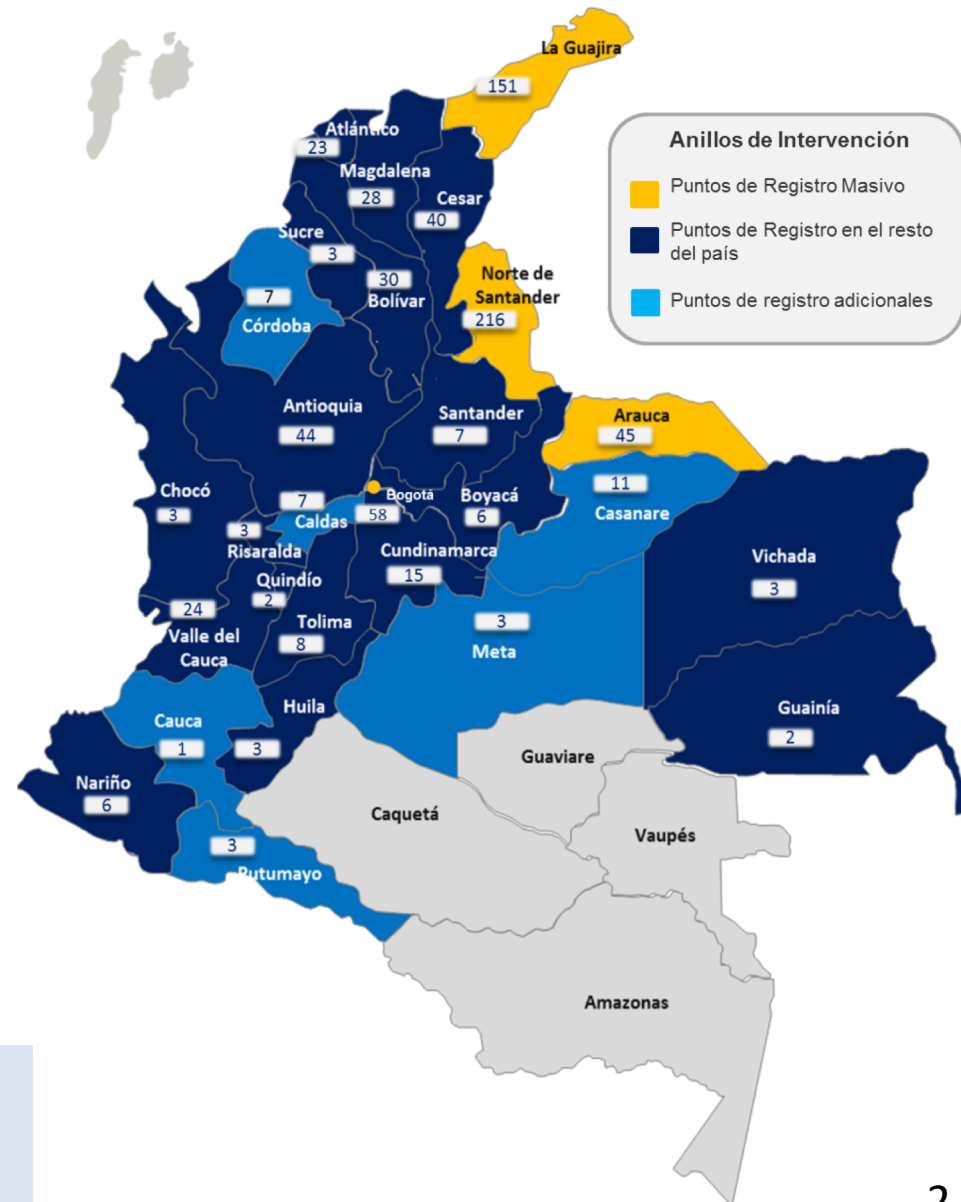 La Guajira
151
Anillos de Intervención
Puntos de Registro Masivo
Puntos de Registro en el resto
del país
Puntos de registro adicionales
Atlántico
23
Magdalena
28
Cesar
40
Sucre
3
30
Bolívar
Norte de
Santander
216
7
Córdoba
Antioquia
44
Santander
7
Arauca
45
11
Casanare
Chocó
3
7
Caldas
Bogotá
58
Boyacá
6
3
Risaralda
Cundinamarca
15
Vichada
3
Quindío
2
24
Valle del
Cauca
Tolima
8
3
Meta
Huila
3
Cauca
1
Guainía
2
Nariño
6
Guaviare
Caquetá
Vaupés
3
Putumayo
Amazonas
2